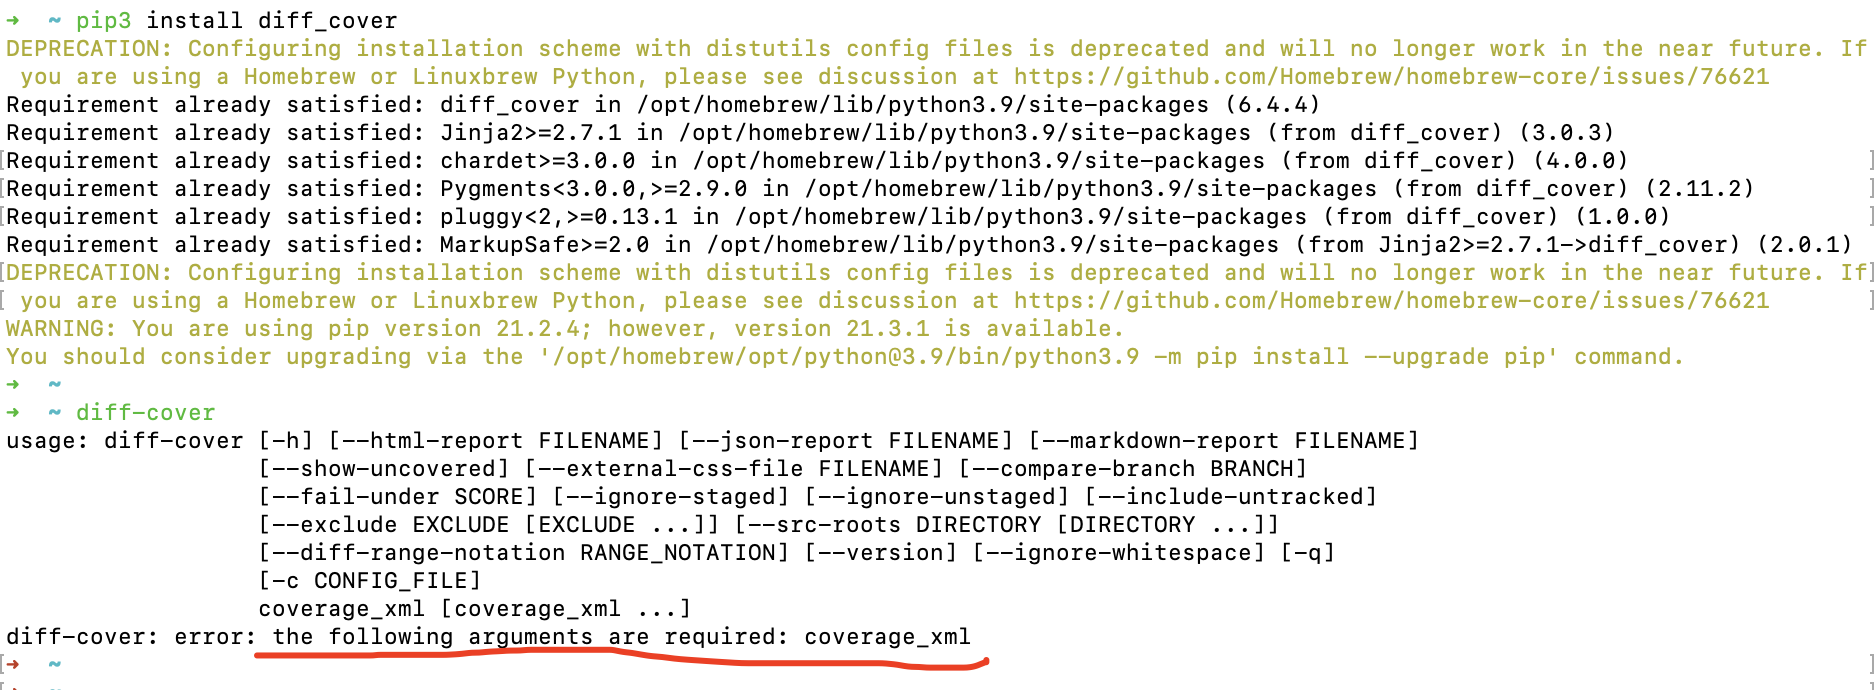 ➜  ~ pip3 install diff_cover
DEPRECATION: Configuring installation scheme with distutils config files is deprecated and will no longer work in the near future. If
 you are using a Homebrew or Linuxbrew Python, please see discussion at https://github.com/Homebrew/homebrew-core/issues/76621
Requirement already satisfied: diff_cover in /opt/homebrew/lib/python3.9/site-packages (6.4.4)
Requirement already satisfied: Jinja2>=2.7.1 in /opt/homebrew/lib/python3.9/site-packages (from diff_cover) (3.0.3)
Requirement already satisfied: chardet>=3.0.0 in /opt/homebrew/lib/python3.9/site-packages (from diff_cover) (4.0.0)
Requirement already satisfied: Pygments<3.0.0,>=2.9.0 in /opt/homebrew/lib/python3.9/site-packages (from diff_cover) (2.11.2)
Requirement already satisfied: pluggy<2,>=0.13.1 in /opt/homebrew/lib/python3.9/site-packages (from diff_cover) (1.0.0)
Requirement already satisfied: MarkupSafe>=2.0 in /opt/homebrew/lib/python3.9/site-packages (from Jinja2>=2.7.1->diff_cover) (2.0.1)
DEPRECATION: Configuring installation scheme with distutils config files is deprecated and will no longer work in the near future. If
 you are using a Homebrew or Linuxbrew Python, please see discussion at https://github.com/Homebrew/homebrew-core/issues/76621
WARNING: You are using pip version 21.2.4; however, version 21.3.1 is available.
You should consider upgrading via the '/opt/homebrew/opt/python@3.9/bin/python3.9 -m pip install --upgrade pip' command.
➜  ~
➜  ~ diff-cover
usage: diff-cover [-h] [--html-report FILENAME] [--json-report FILENAME] [--markdown-report FILENAME]
                  [--show-uncovered] [--external-css-file FILENAME] [--compare-branch BRANCH]
                  [--fail-under SCORE] [--ignore-staged] [--ignore-unstaged] [--include-untracked]
                  [--exclude EXCLUDE [EXCLUDE ...]] [--src-roots DIRECTORY [DIRECTORY ...]]
                  [--diff-range-notation RANGE_NOTATION] [--version] [--ignore-whitespace] [-q]
                  [-c CONFIG_FILE]
                  coverage_xml [coverage_xml ...]
diff-cover: error: the following arguments are required: coverage_xml
➜  ~